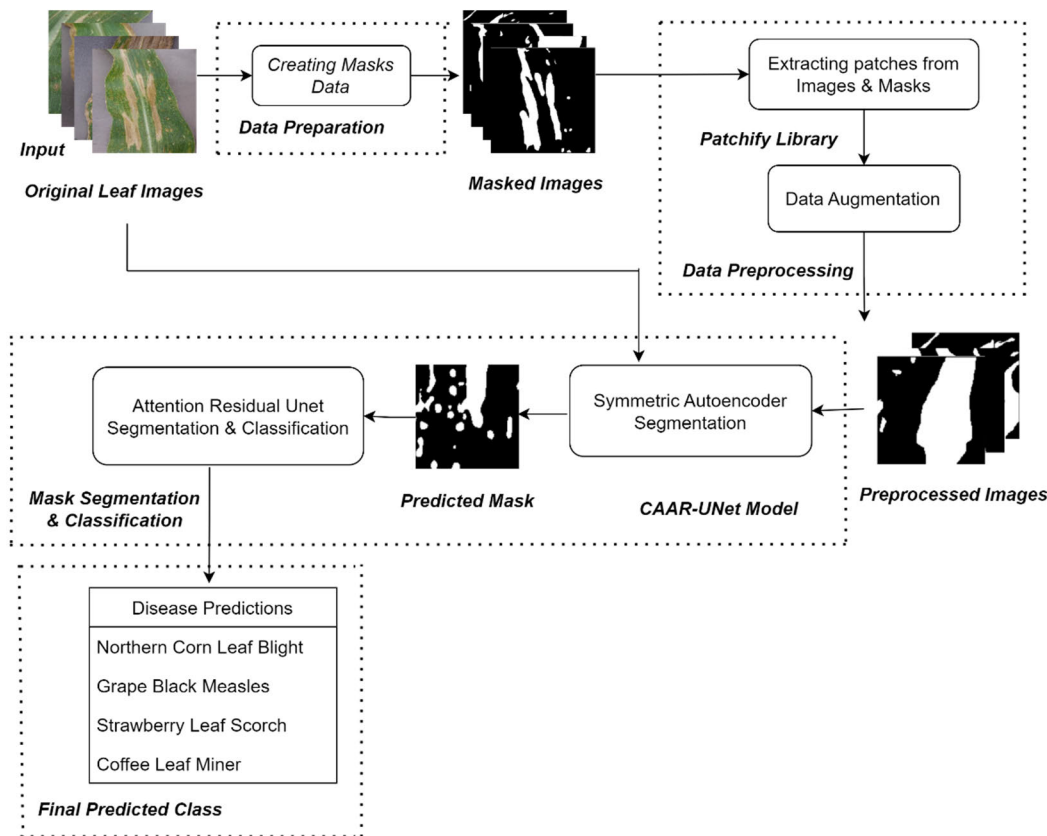 Creating Masks
Data
Data Preparation
Input
Original Leaf Images
Masked Images
Extracting patches from
Images & Masks
Patchify Library
Data Augmentation
Data Preprocessing
Attention Residual Unet
Segmentation & Classification
Symmetric Autoencoder
Segmentation
Mask Segmentation
& Classification
Predicted Mask
CAAR-UNet Model
Preprocessed Images
Disease Predictions
Northern Corn Leaf Blight
Grape Black Measles
Strawberry Leaf Scorch
Coffee Leaf Miner
Final Predicted Class